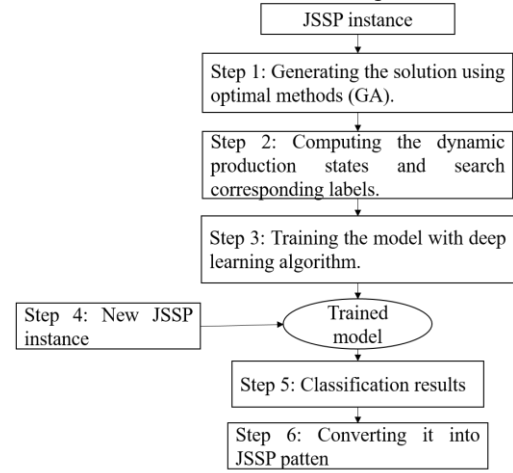 JSSP instance
Step 1: Generating the solution using
optimal methods (GA).
Step 2: Computing the dynamic
production states and search
corresponding labels.
Step 3: Training the model with deep
learning algorithm.
Step 4: New JSSP
instance
Trained
model
Step 5: Classification results
Step 6: Converting it into
JSSP patten